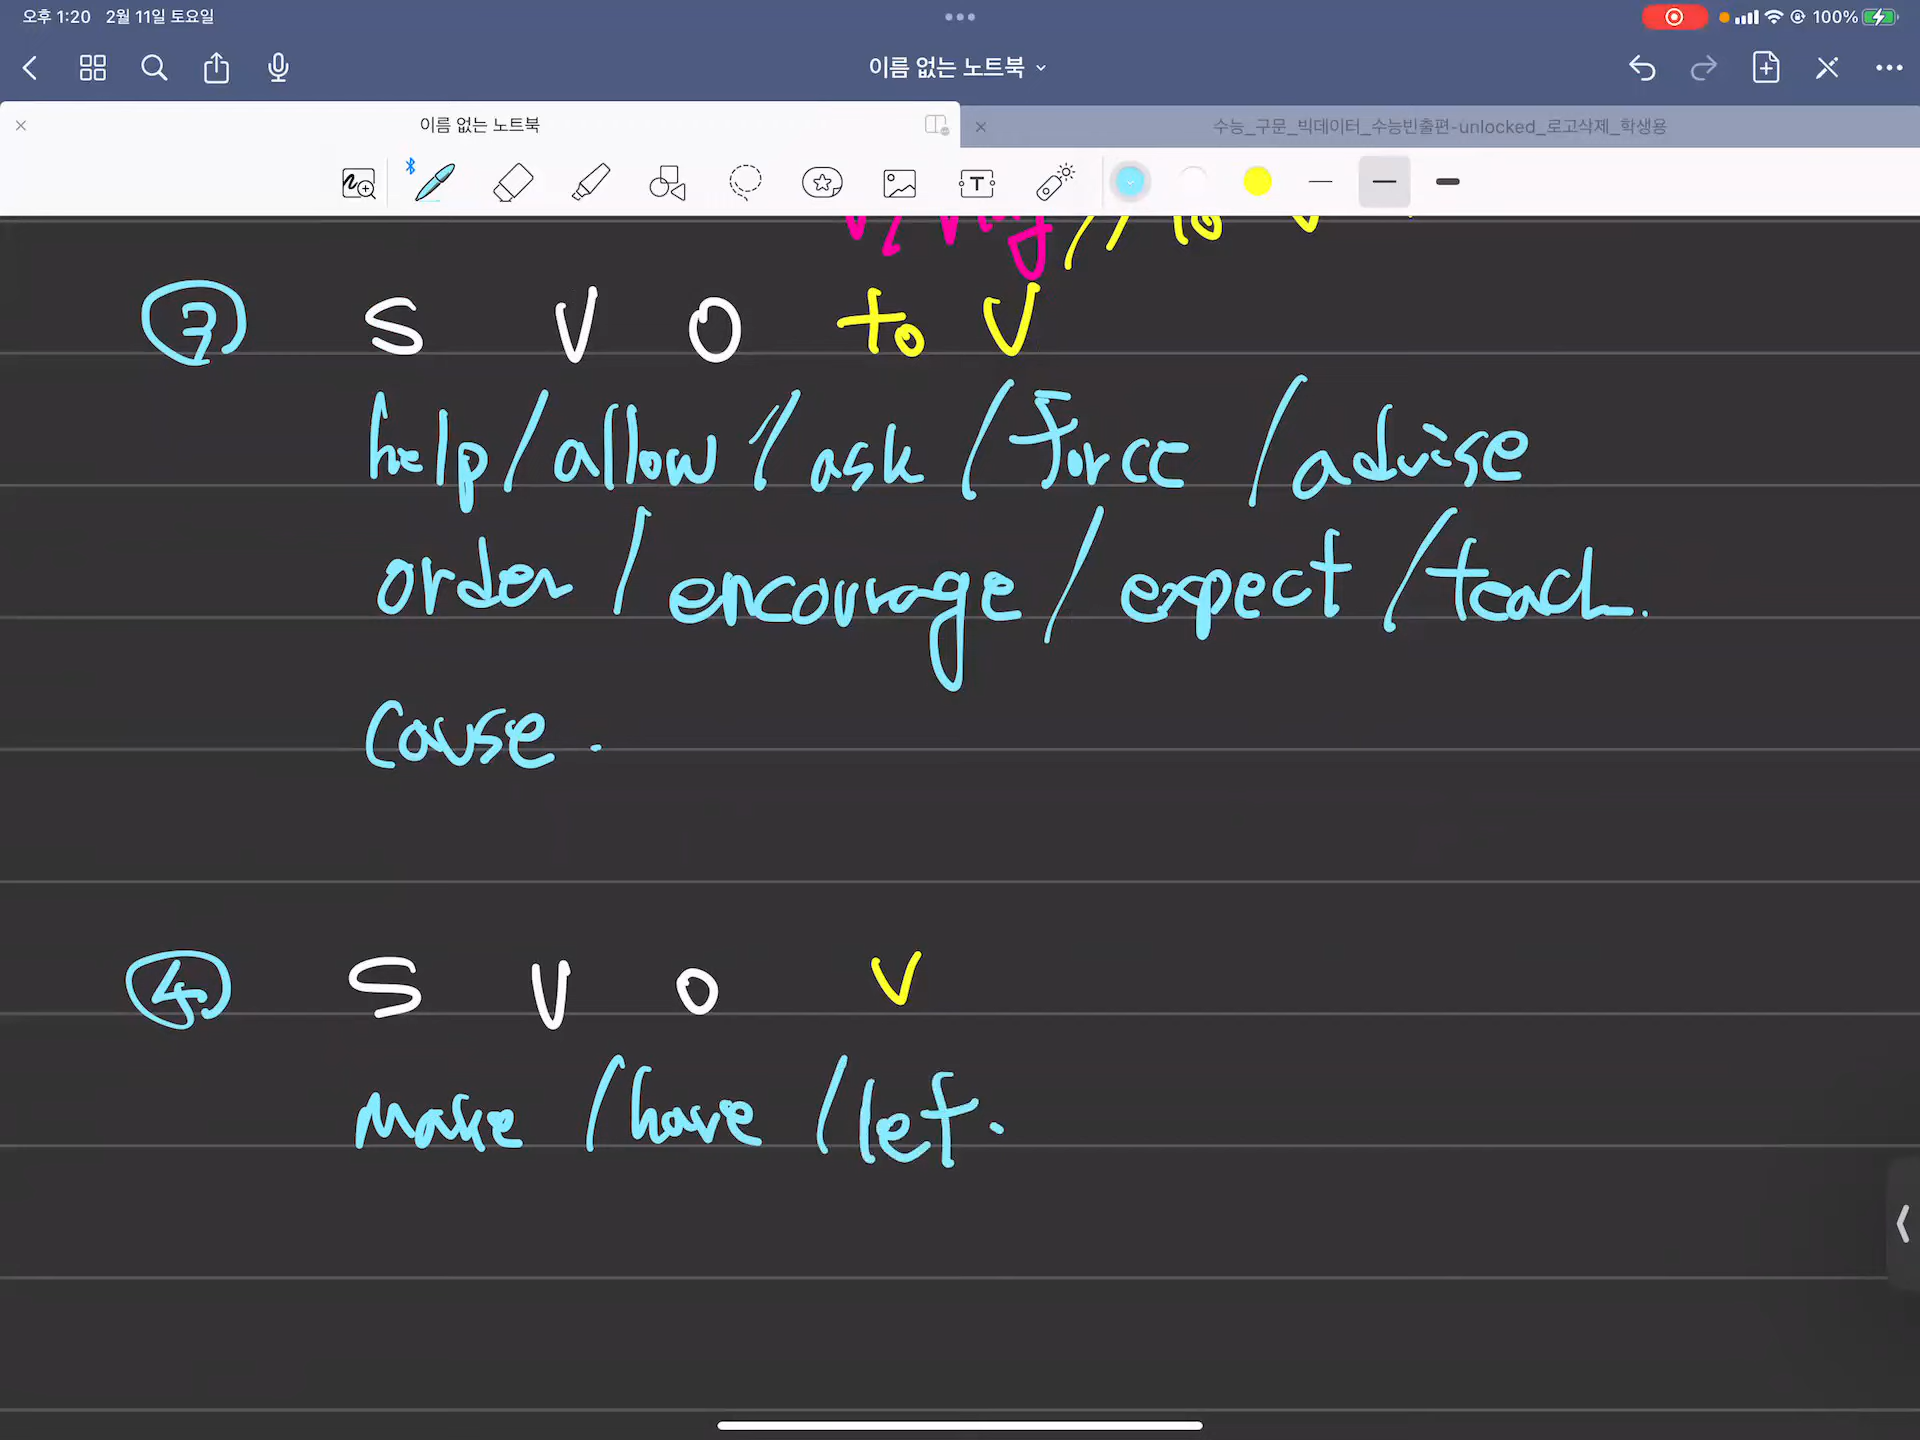 오후 1:20 2월 11일 토요일 100%
이름 없는 노트북
이름 없는 노트북 수능_구문_빅데이터_수능빈출편-unlocked_로고삭제_학생용
③ S V O to V
help / allow / ask / force / advise
order / encourage / expect / teach.
cause.
④ S V O V
make / have / let.